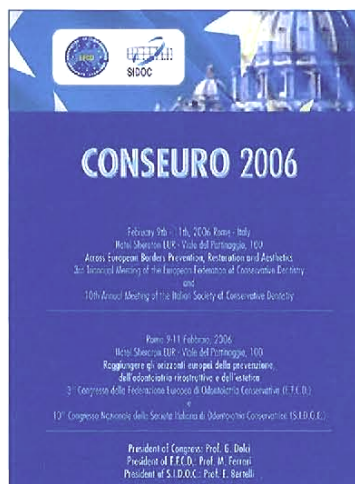 EFCD
SIDOC
CONSEURO 2006
February 9th - 11th, 2006 Rome - Italy
Hotel Sheraton EUR - Viale del Pattinaggio, 100
Across European Borders Prevention, Restoration and Aesthetics
3rd Triannual Meeting of the European Federation of Conservative Dentistry
and
10th Annual Meeting of the Italian Society of Conservative Dentistry
Roma 9-11 Febbraio, 2006
Hotel Sheraton EUR - Viale del Pattinaggio, 100
Raggiungere gli orizzonti europei della prevenzione,
dell'odontoiatria ricostruttiva e dell'estetica
3° Congresso della Federazione Europea di Odontoiatria Conservativa (E.F.C.D.)
e
10° Congresso Nazionale della Società Italiana di Odontoiatria Conservatrice (S.I.D.O.C.)
President of Congress: Prof. G. Dolci
President of E.F.C.D.: Prof. M. Ferrari
President of S.I.D.O.C.: Prof. E. Bertelli